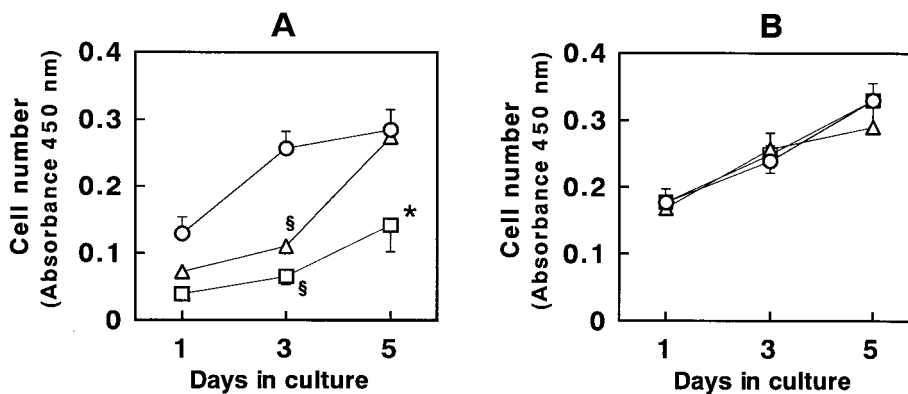 A
Cell number
(Absorbance 450 nm)
0.4
0.3
0.2
0.1
0
§
§
*
1 3 5
Days in culture
B
Cell number
(Absorbance 450 nm)
0.4
0.3
0.2
0.1
0
1 3 5
Days in culture